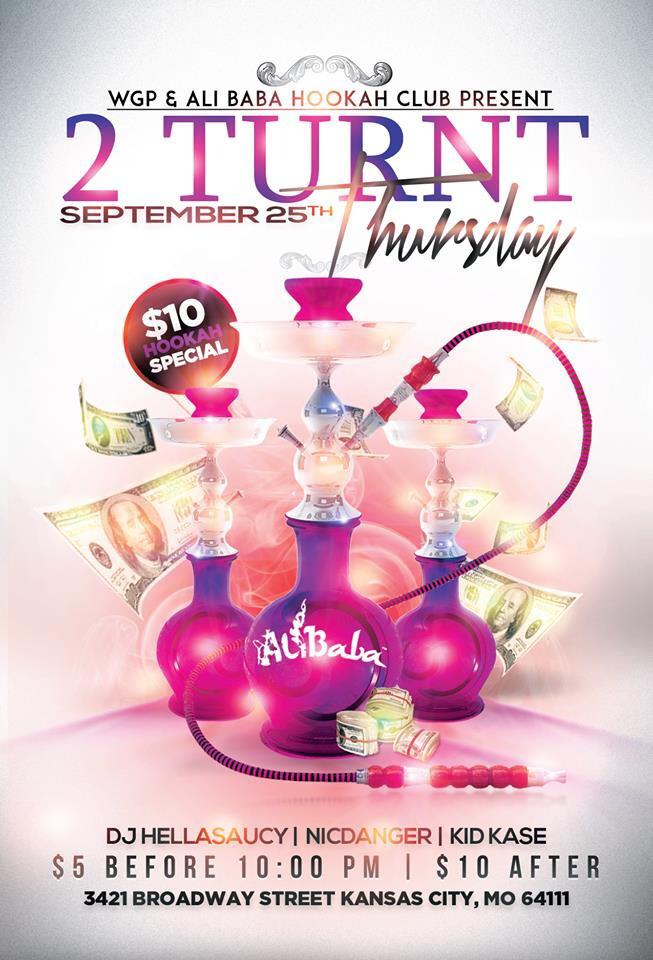 WGP & ALI BABA HOOKAH CLUB PRESENT
2 TURNT
SEPTEMBER 25TH
Thursday
$10
HOOKAH
SPECIAL
ALiBaba
DJ HELLASAUCY | NICDANGER | KID KASE
$5 BEFORE 10:00 PM | $10 AFTER
3421 BROADWAY STREET KANSAS CITY, MO 64111